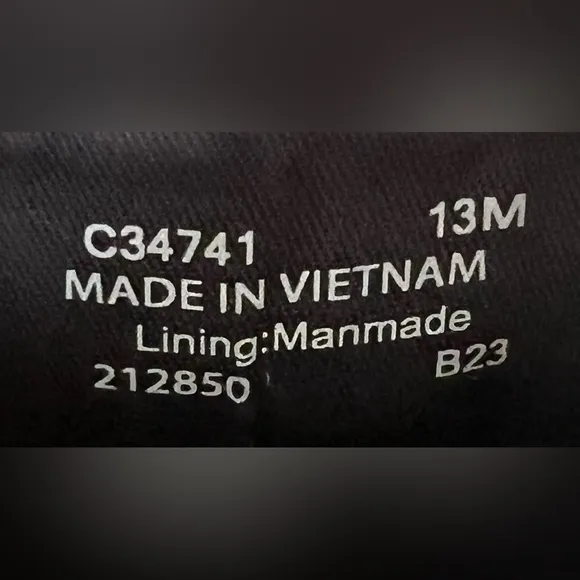 C34741 13M
MADE IN VIETNAM
Lining:Manmade
212850 B23